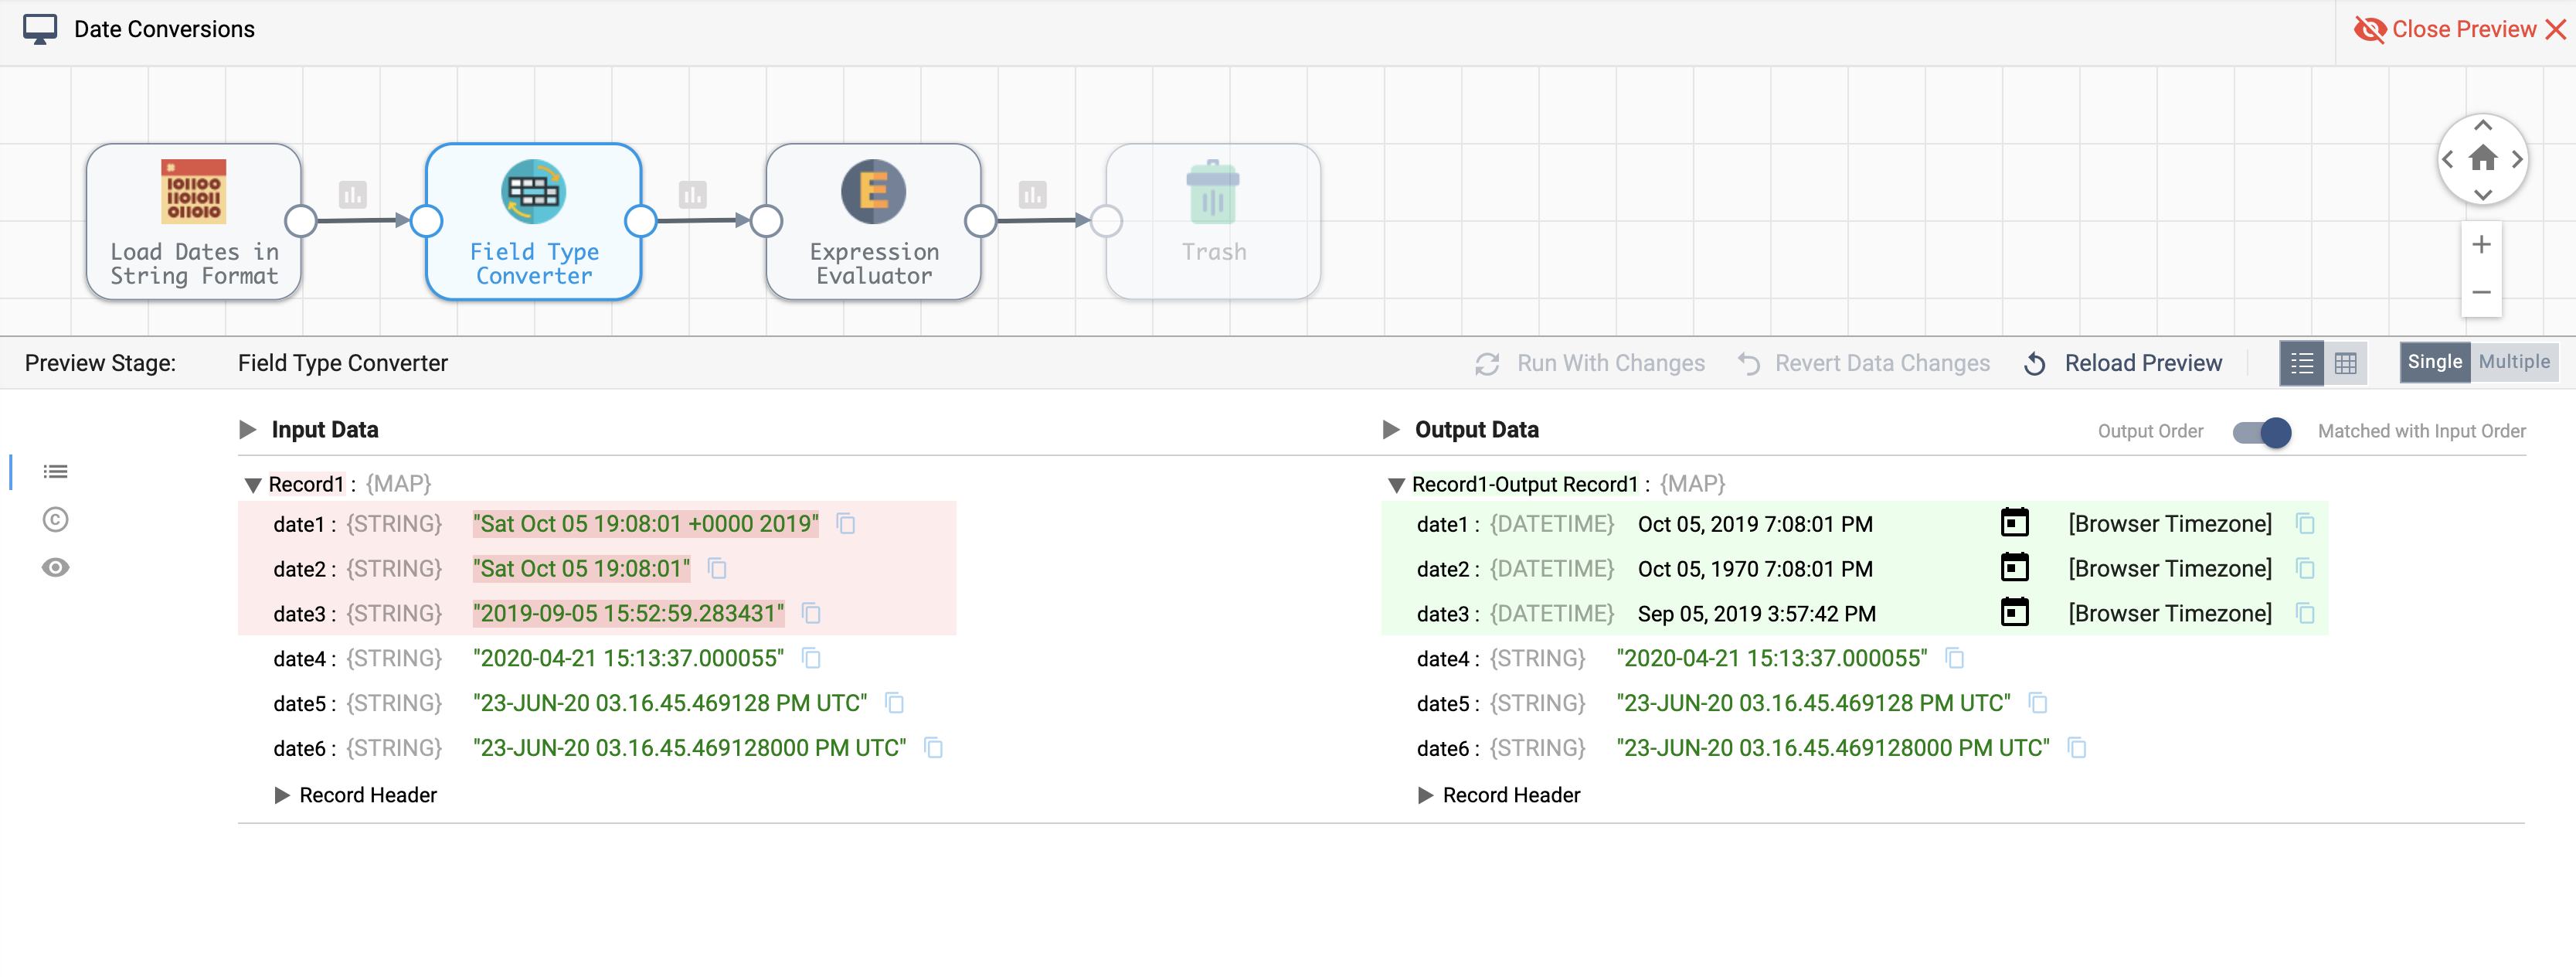 Date Conversions
Close Preview
101100
110101
011010
Load Dates in
String Format
Field Type
Converter
E
Expression
Evaluator
Trash
Preview Stage: Field Type Converter Run With Changes Revert Data Changes Reload Preview Single Multiple
Input Data
Output Data Output Order Matched with Input Order
Record1 : {MAP}
date1 : {STRING} "Sat Oct 05 19:08:01 +0000 2019"
date2 : {STRING} "Sat Oct 05 19:08:01"
date3 : {STRING} "2019-09-05 15:52:59.283431"
date4 : {STRING} "2020-04-21 15:13:37.000055"
date5 : {STRING} "23-JUN-20 03.16.45.469128 PM UTC"
date6 : {STRING} "23-JUN-20 03.16.45.469128000 PM UTC"
Record Header
Record1-Output Record1 : {MAP}
date1 : {DATETIME} Oct 05, 2019 7:08:01 PM [Browser Timezone]
date2 : {DATETIME} Oct 05, 1970 7:08:01 PM [Browser Timezone]
date3 : {DATETIME} Sep 05, 2019 3:57:42 PM [Browser Timezone]
date4 : {STRING} "2020-04-21 15:13:37.000055"
date5 : {STRING} "23-JUN-20 03.16.45.469128 PM UTC"
date6 : {STRING} "23-JUN-20 03.16.45.469128000 PM UTC"
Record Header